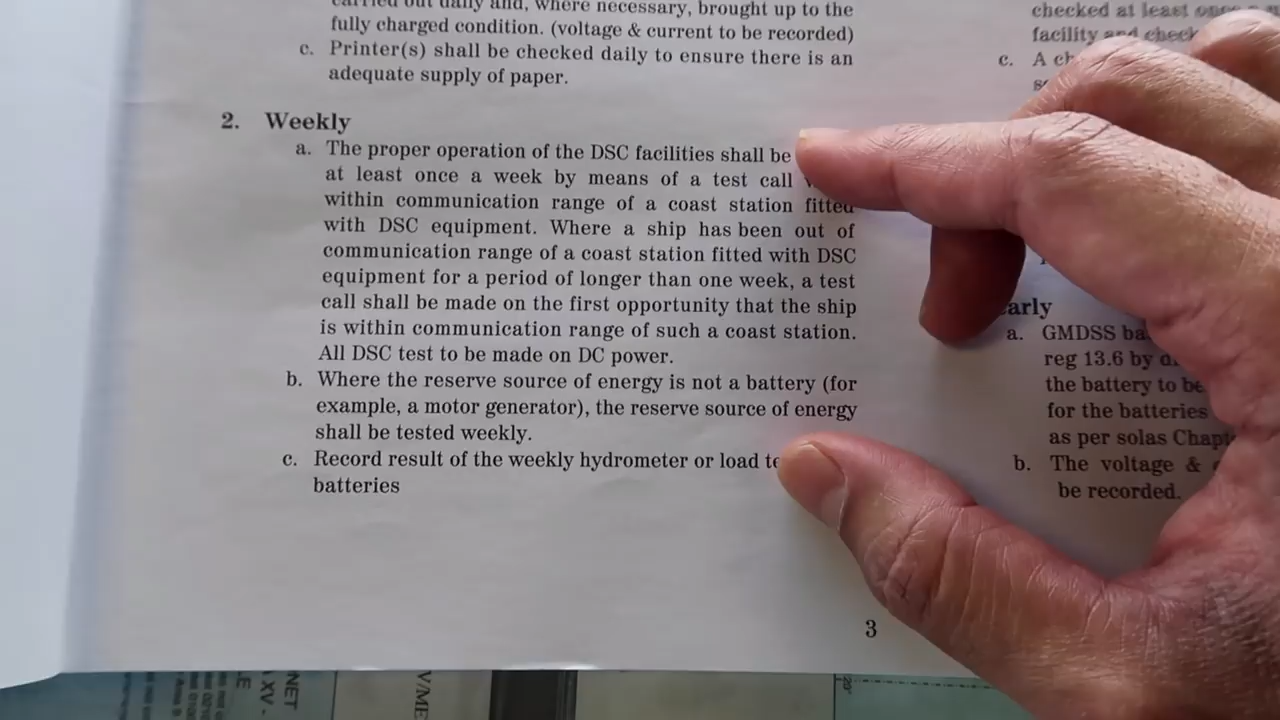 carried out daily and, where necessary, brought up to the
fully charged condition. (voltage & current to be recorded)
c. Printer(s) shall be checked daily to ensure there is an
adequate supply of paper.
2. Weekly
a. The proper operation of the DSC facilities shall be
at least once a week by means of a test call
within communication range of a coast station fitted
with DSC equipment. Where a ship has been out of
communication range of a coast station fitted with DSC
equipment for a period of longer than one week, a test
call shall be made on the first opportunity that the ship
is within communication range of such a coast station.
All DSC test to be made on DC power.
b. Where the reserve source of energy is not a battery (for
example, a motor generator), the reserve source of energy
shall be tested weekly.
c. Record result of the weekly hydrometer or load
batteries
3
checked at least once
facility and check
c. A
arly
a. GMDSS
reg 13.6 by
the battery to be
for the batteries
as per solas
b. The voltage &
be recorded.
NET
XV -
V/ME